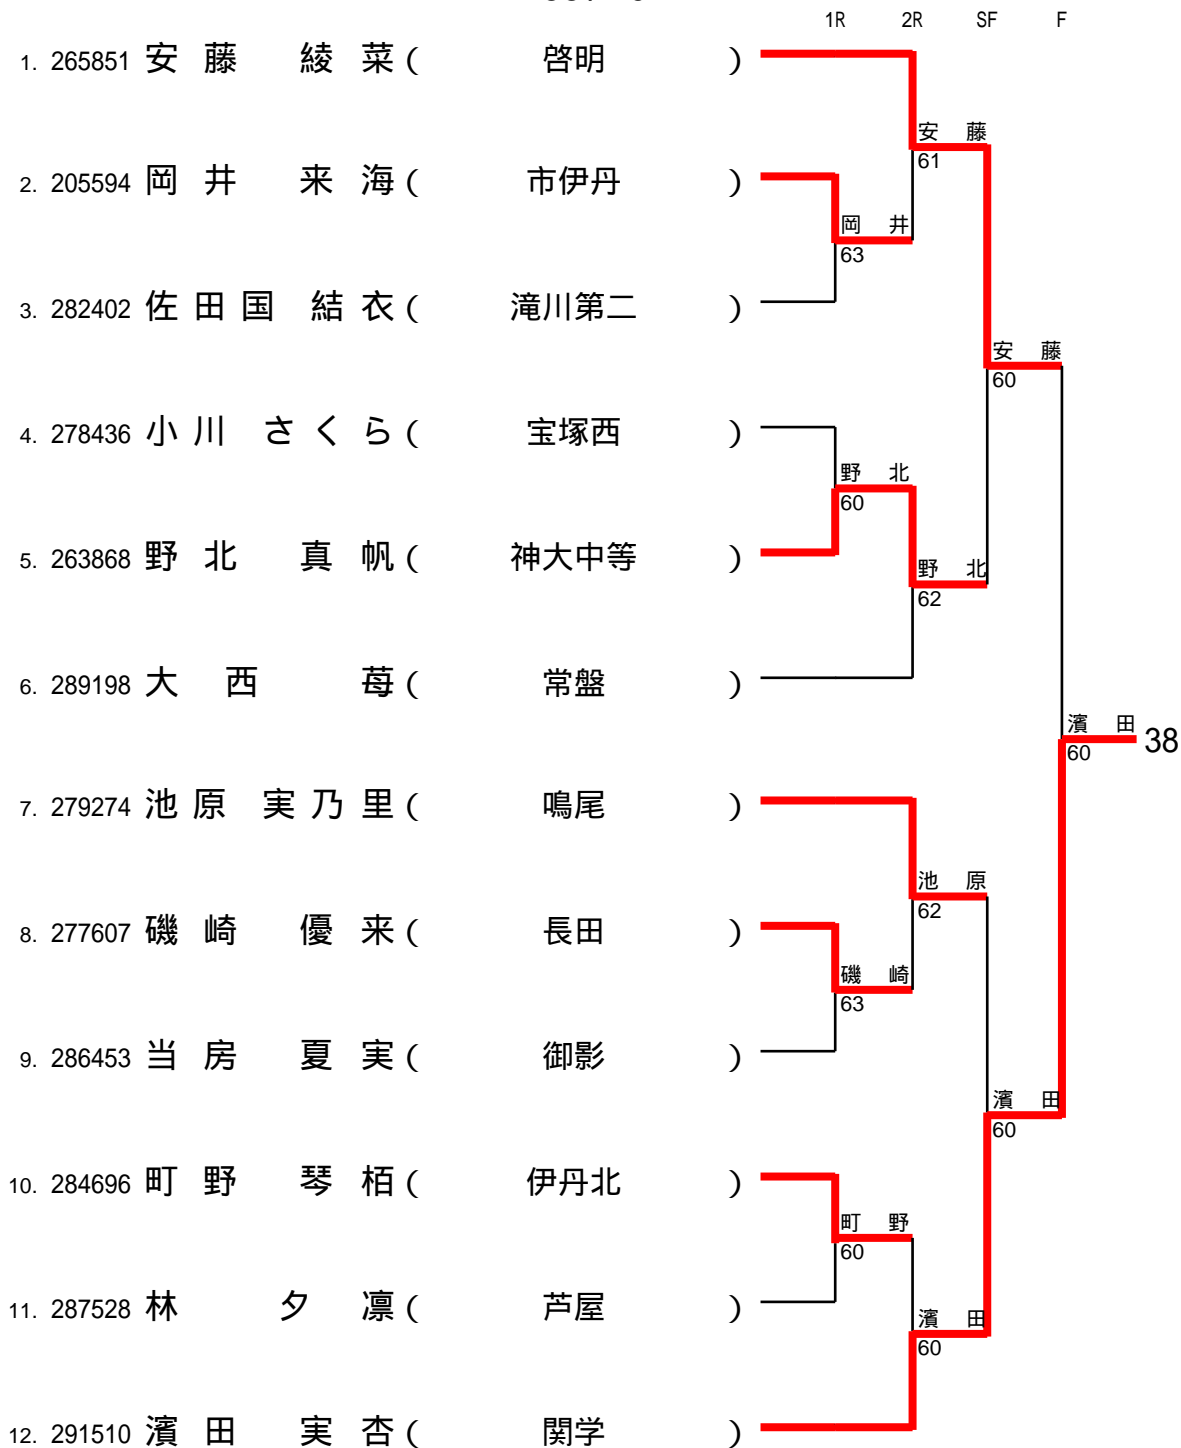 1R 2R SF F
1. 265851 安藤 綾菜 ( 啓明 )
安藤
61
2. 205594 岡井 来海 ( 市伊丹 )
岡井
63
3. 282402 佐田国 結衣 ( 滝川第二 )
安藤
60
4. 278436 小川 さくら ( 宝塚西 )
野北
60
5. 263868 野北 真帆 ( 神大中等 )
野北
62
6. 289198 大西 苺 ( 常盤 )
濱田
60 38
7. 279274 池原 実乃里 ( 鳴尾 )
池原
62
8. 277607 磯崎 優来 ( 長田 )
磯崎
63
9. 286453 当房 夏実 ( 御影 )
濱田
60
10. 284696 町野 琴栢 ( 伊丹北 )
町野
60
11. 287528 林 夕凛 ( 芦屋 )
濱田
60
12. 291510 濱田 実杏 ( 関学 )